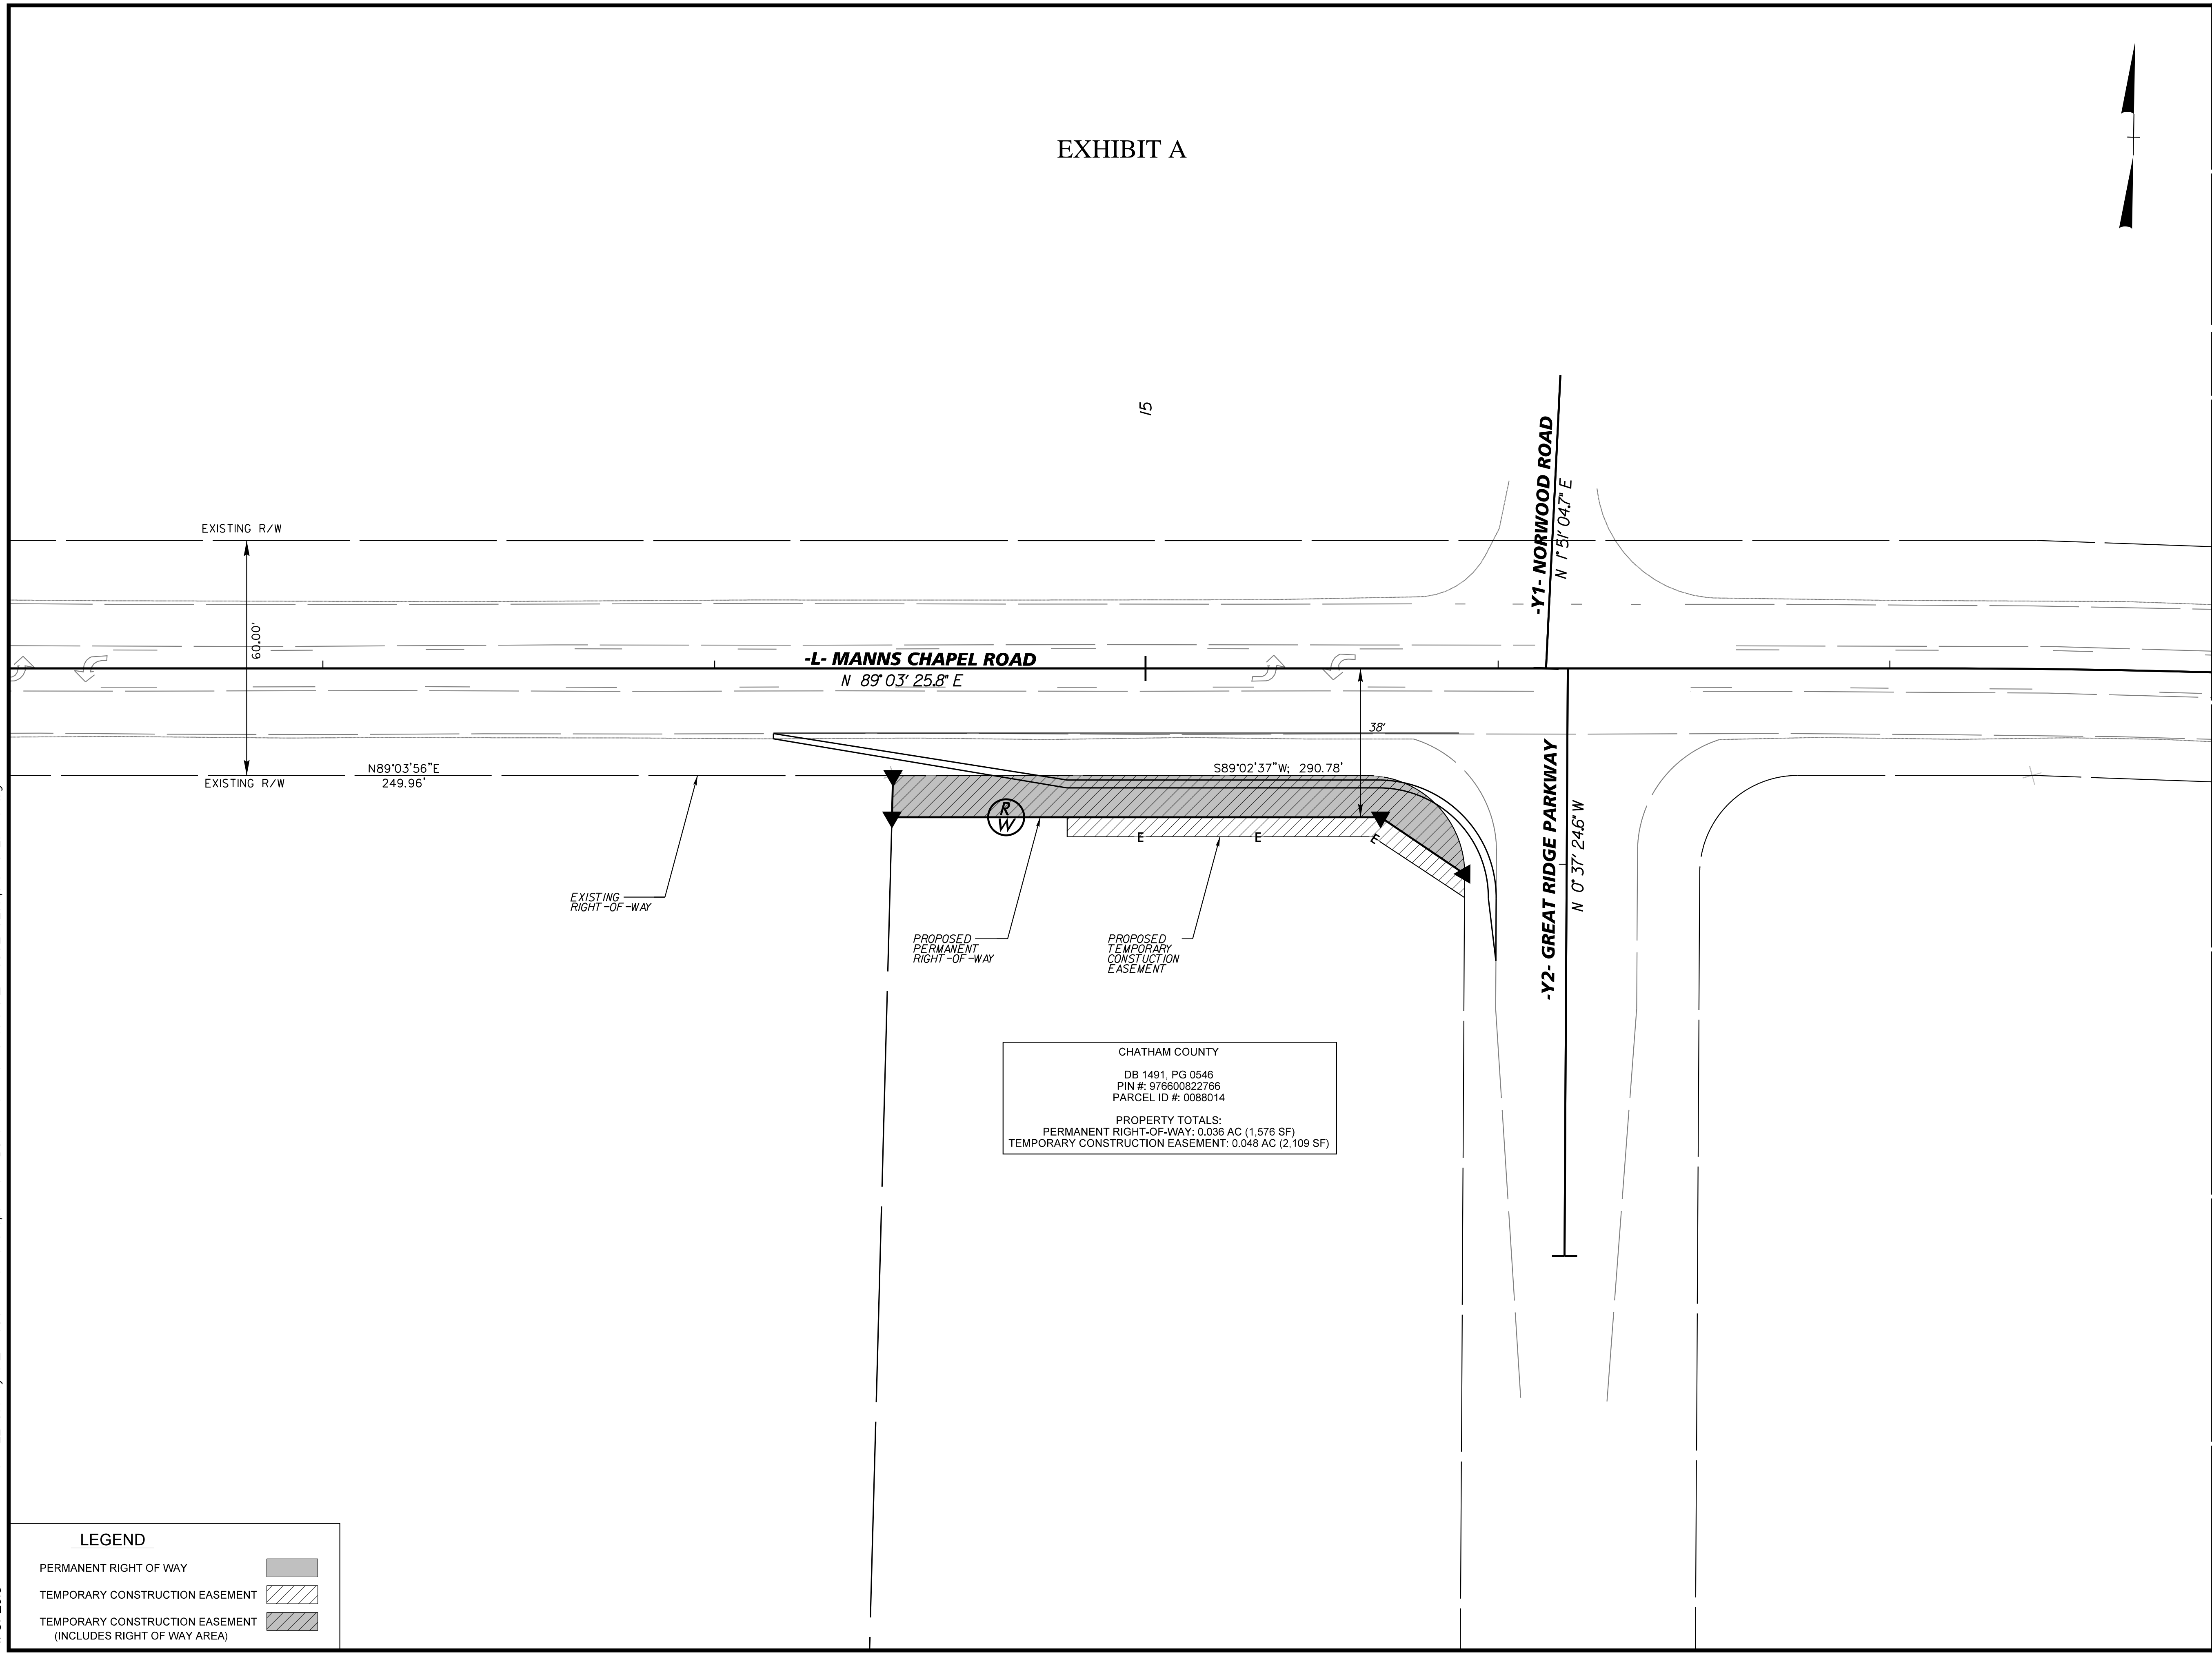 EXHIBIT A
15
-Y1- NORWOOD ROAD
N 1° 51' 04.7" E
EXISTING R/W
60.00'
-L- MANNS CHAPEL ROAD
N 89° 03' 25.8" E
38'
N89°03'56"E
249.96'
EXISTING R/W
S89°02'37"W; 290.78'
R
W
E
E
E
-Y2- GREAT RIDGE PARKWAY
N 0° 37' 24.6" W
EXISTING
RIGHT-OF-WAY
PROPOSED
PERMANENT
RIGHT-OF-WAY
PROPOSED
TEMPORARY
CONSTUCTION
EASEMENT
CHATHAM COUNTY
DB 1491, PG 0546
PIN #: 976600822766
PARCEL ID #: 0088014
PROPERTY TOTALS:
PERMANENT RIGHT-OF-WAY: 0.036 AC (1,576 SF)
TEMPORARY CONSTRUCTION EASEMENT: 0.048 AC (2,109 SF)
LEGEND
PERMANENT RIGHT OF WAY
TEMPORARY CONSTRUCTION EASEMENT
TEMPORARY CONSTRUCTION EASEMENT
(INCLUDES RIGHT OF WAY AREA)